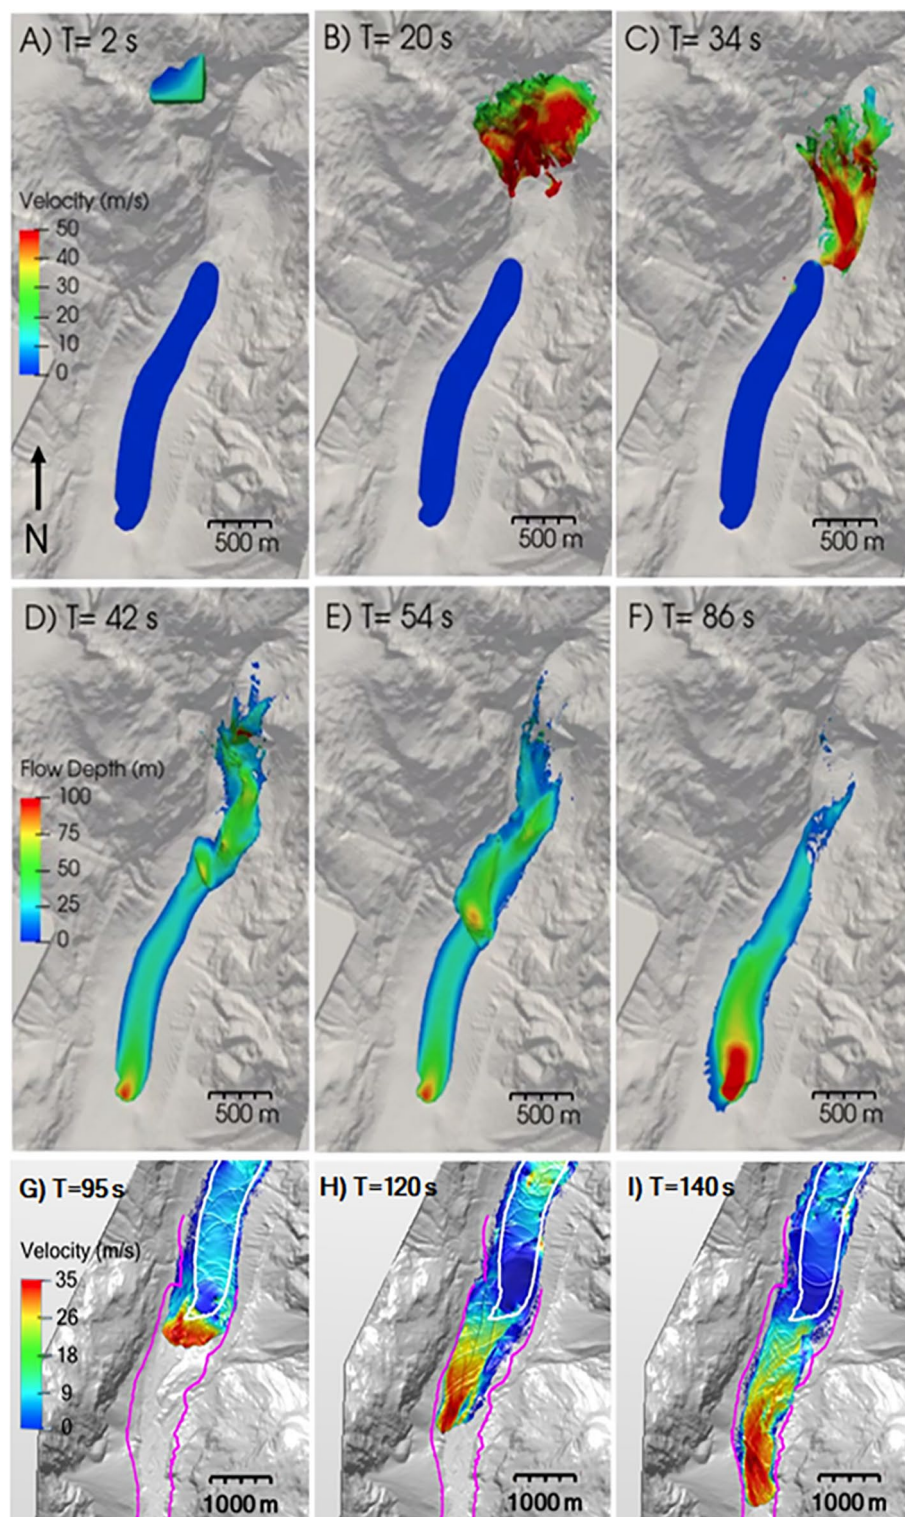 A) T= 2 s
B) T= 20 s
C) T= 34 s
Velocity (m/s)
50
40
30
20
10
0
N
500 m
500 m
500 m
D) T= 42 s
E) T= 54 s
F) T= 86 s
Flow Depth (m)
100
75
50
25
0
500 m
500 m
500 m
G) T=95 s
H) T=120 s
I) T=140 s
Velocity (m/s)
35
26
18
9
0
1000 m
1000 m
1000 m